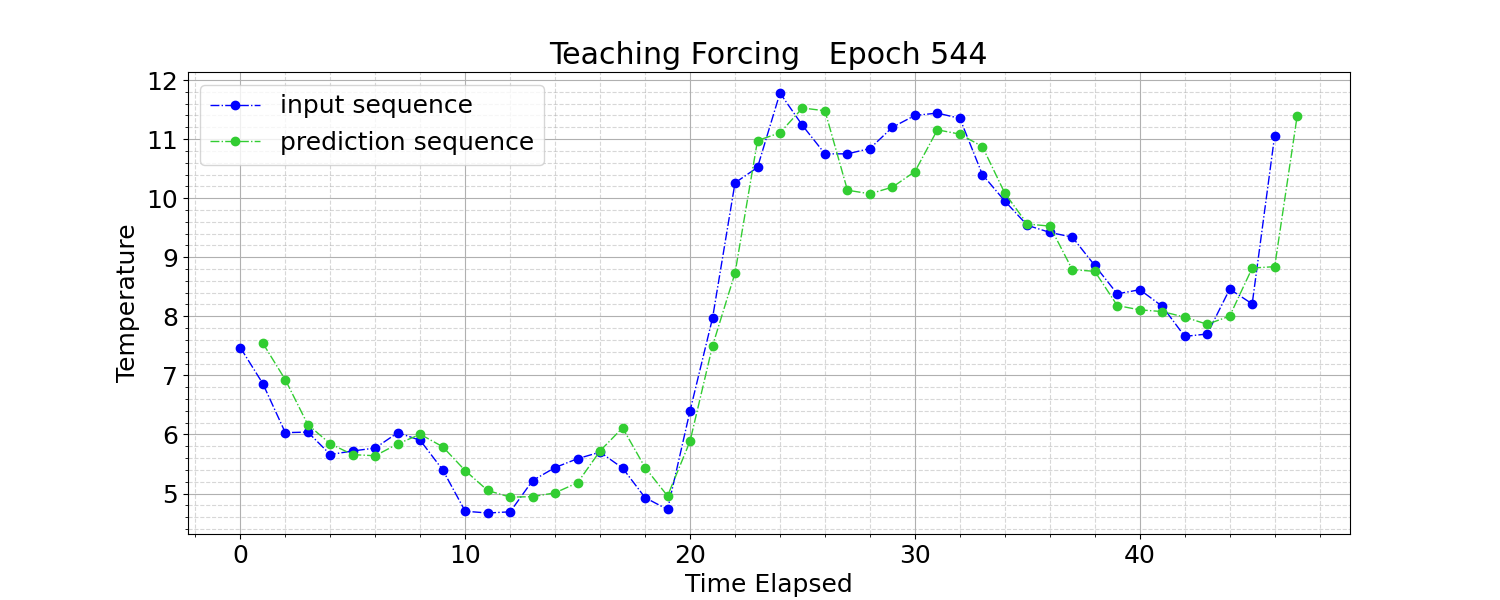 Teaching Forcing   Epoch 544
12
11
10
9
8
7
6
5
Temperature
input sequence
prediction sequence
0 10 20 30 40
Time Elapsed